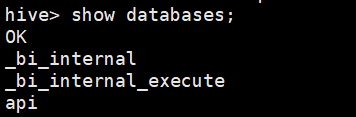 hive> show databases;
OK
_bi_internal
_bi_internal_execute
api